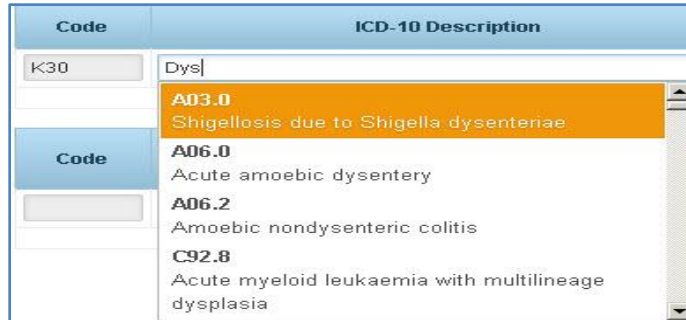 Code ICD-10 Description
K30 Dys
A03.0
Shigellosis due to Shigella dysenteriae
A06.0
Code
Acute amoebic dysentery
A06.2
Amoebic nondysenteric colitis
C92.8
Acute myeloid leukaemia with multilineage
dysplasia